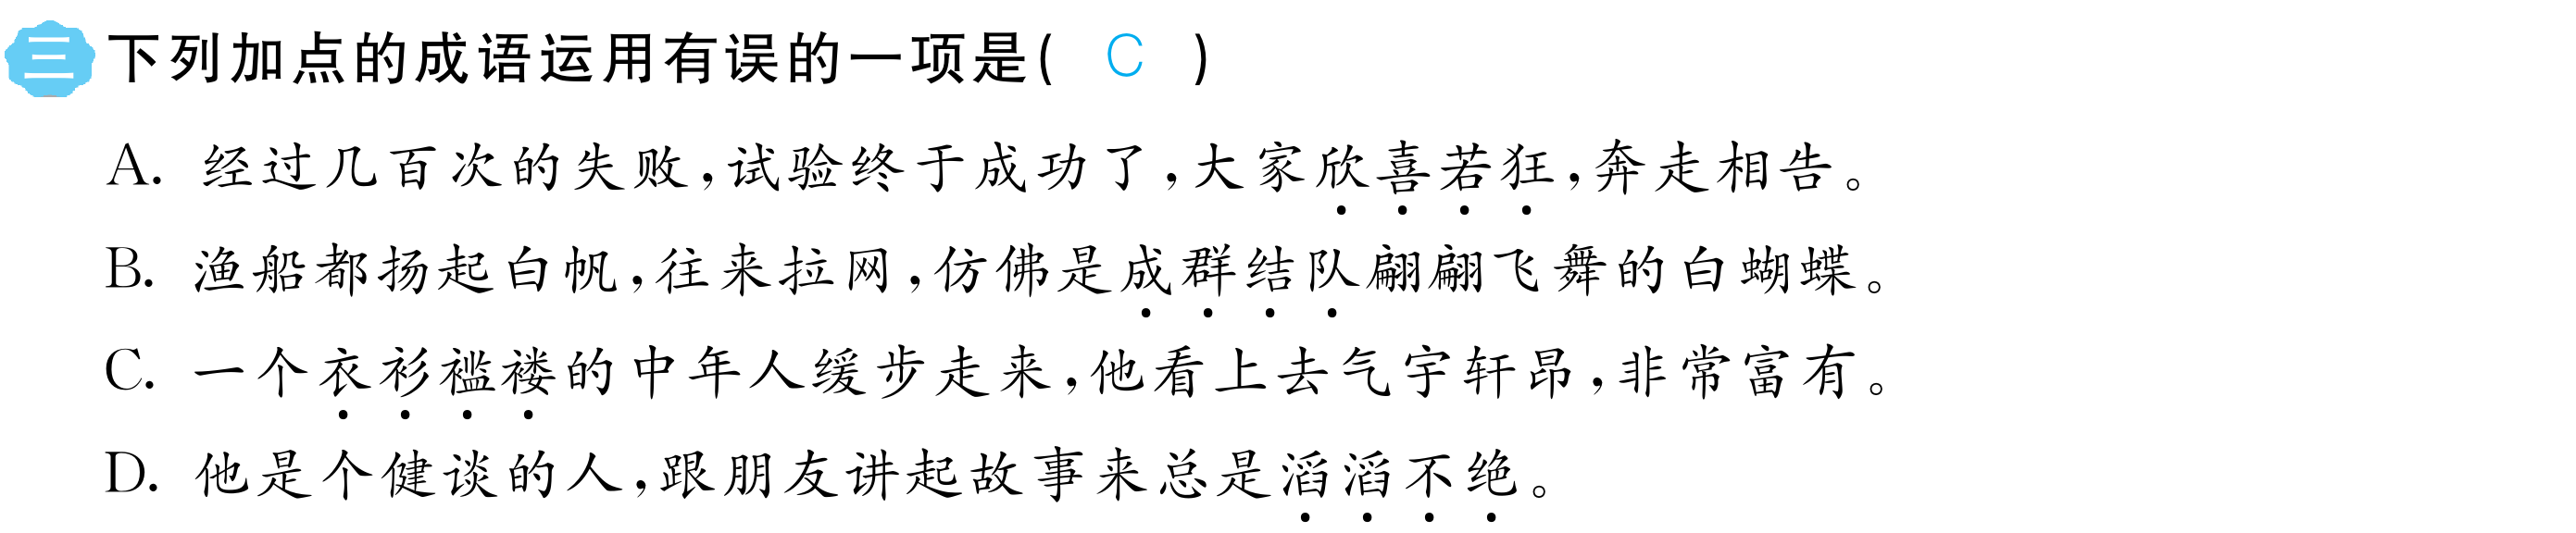 三 下列加点的成语运用有误的一项是( C )
A. 经过几百次的失败,试验终于成功了,大家欣喜若狂,奔走相告。
B. 渔船都扬起白帆,往来拉网,仿佛是成群结队翩翩飞舞的白蝴蝶。
C. 一个衣衫褴褛的中年人缓步走来,他看上去气宇轩昂,非常富有。
D. 他是个健谈的人,跟朋友讲起故事来总是滔滔不绝。